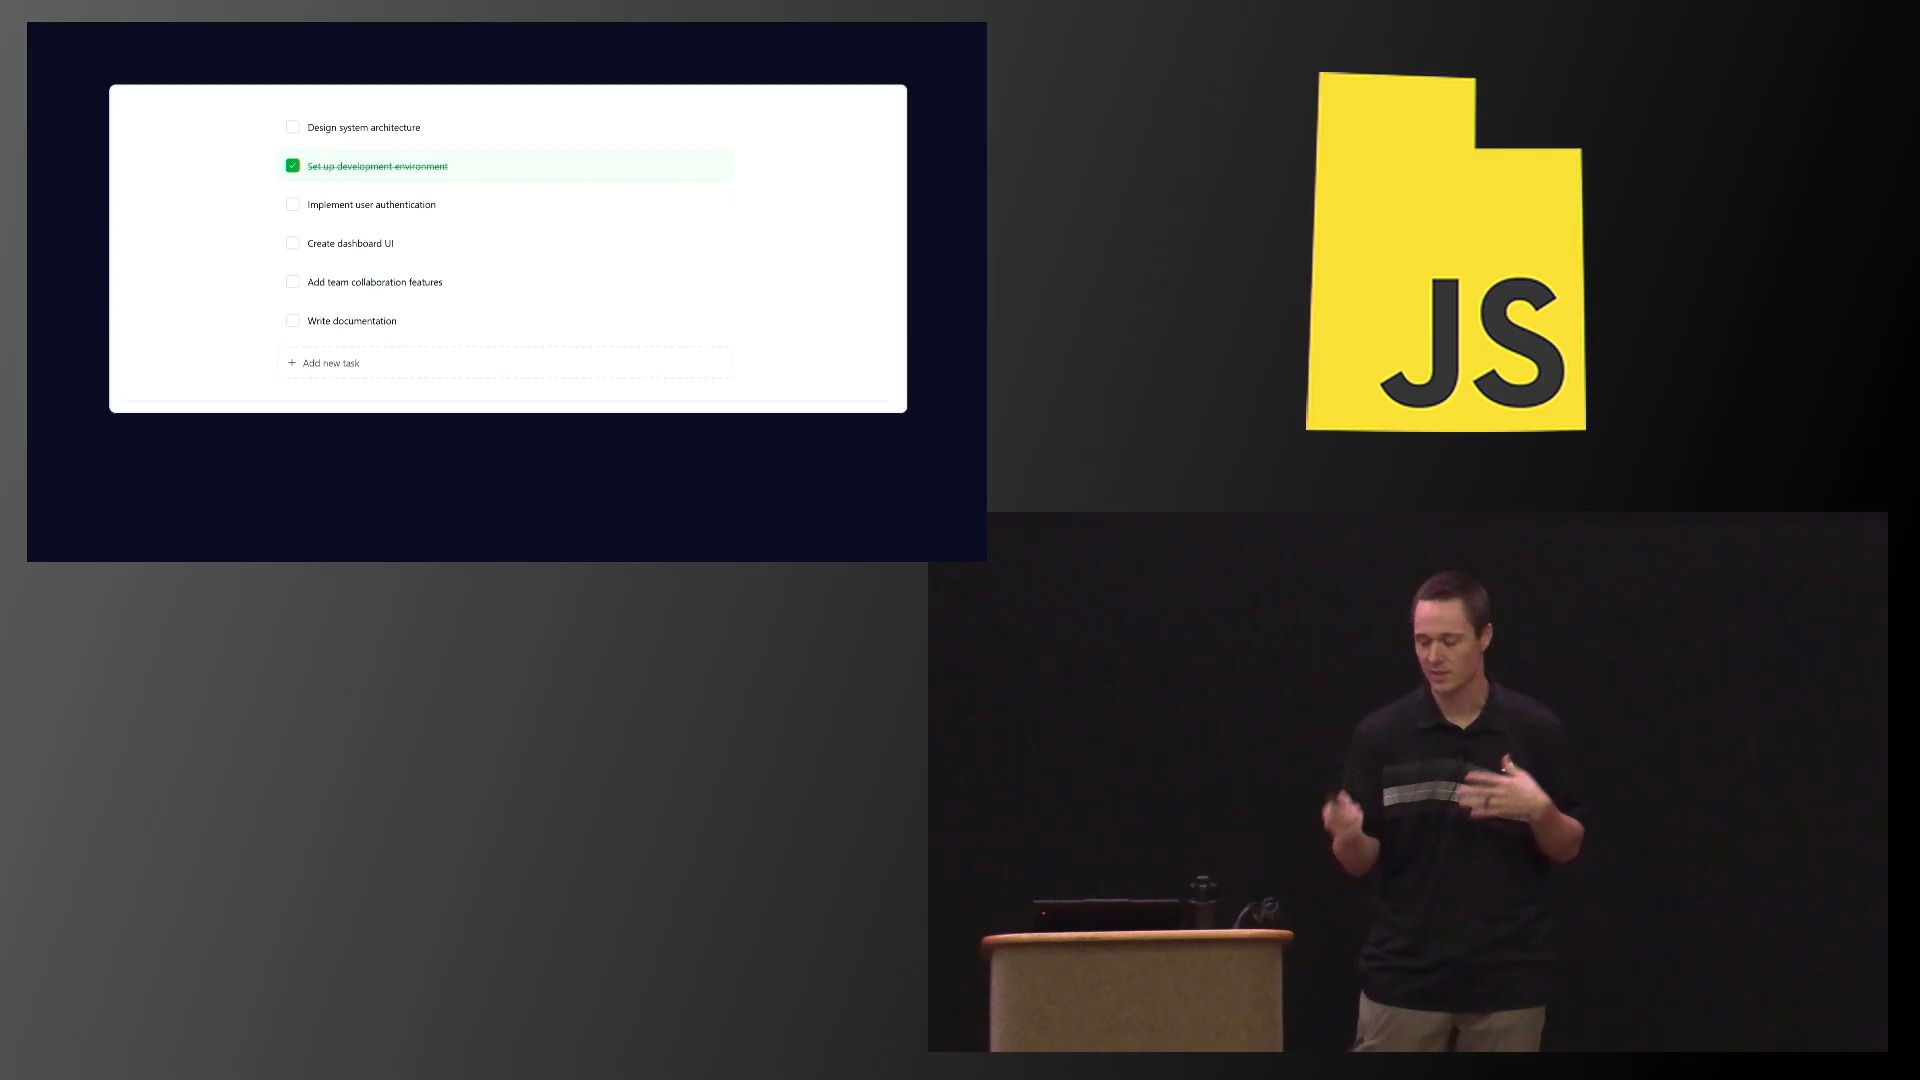 Design system architecture
Set up development environment
Implement user authentication
Create dashboard UI
Add team collaboration features
Write documentation
+ Add new task
JS